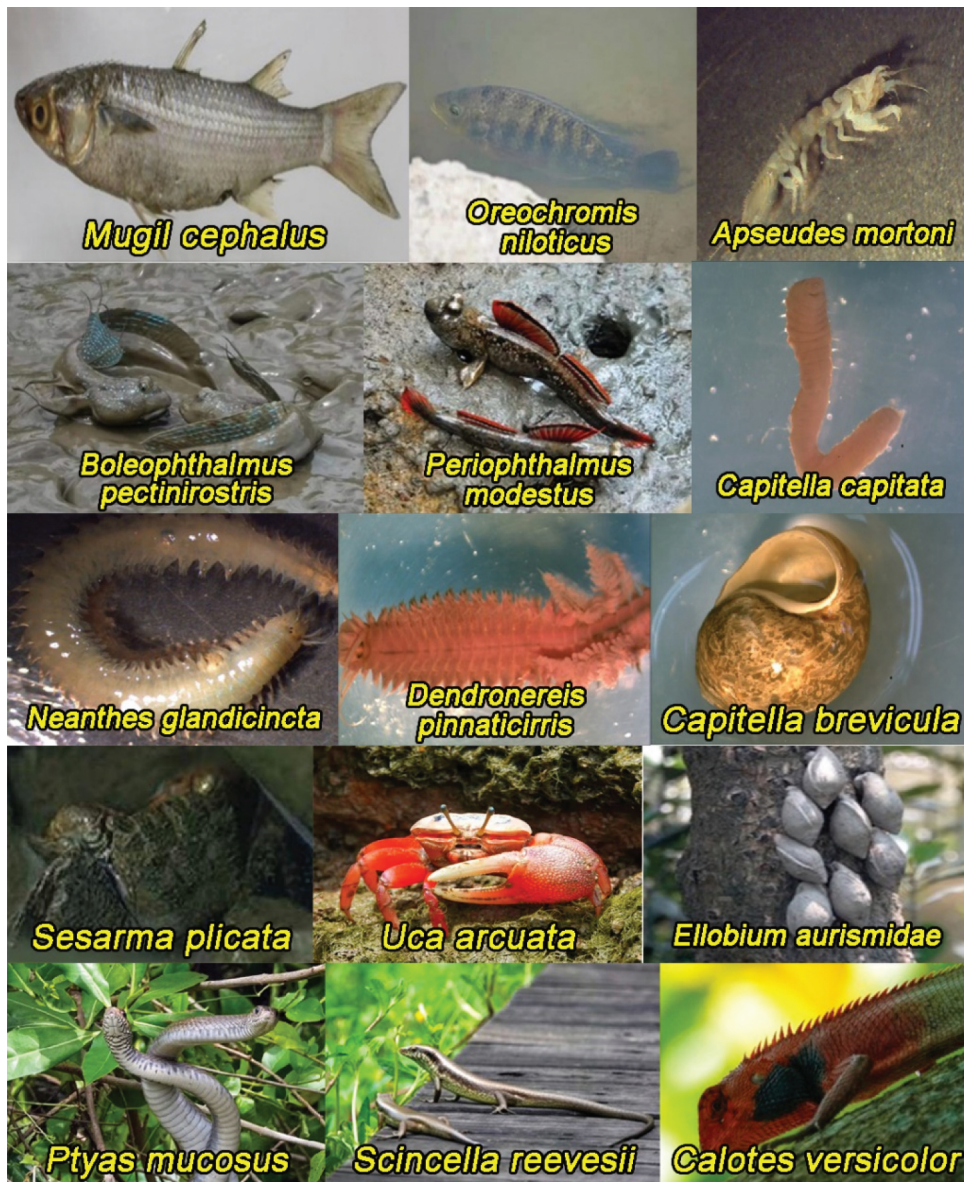 Mugil cephalus
Oreochromis
niloticus
Apseudes mortoni
Boleophthalmus
pectinirostris
Periophthalmus
modestus
Capitella capitata
Neanthes glandicincta
Dendronereis
pinnaticirris
Capitella brevicula
Sesarma plicata
Uca arcuata
Ellobium aurismidae
Ptyas mucosus
Scincella reevesii
Calotes versicolor